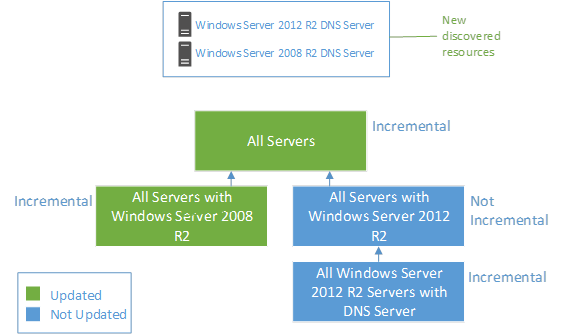 Windows Server 2012 R2 DNS Server
Windows Server 2008 R2 DNS Server
New
discovered
resources
All Servers
Incremental
Incremental
All Servers with
Windows Server 2008
R2
All Servers with
Windows Server 2012
R2
Not
Incremental
All Windows Server
2012 R2 Servers with
DNS Server
Incremental
Updated
Not Updated